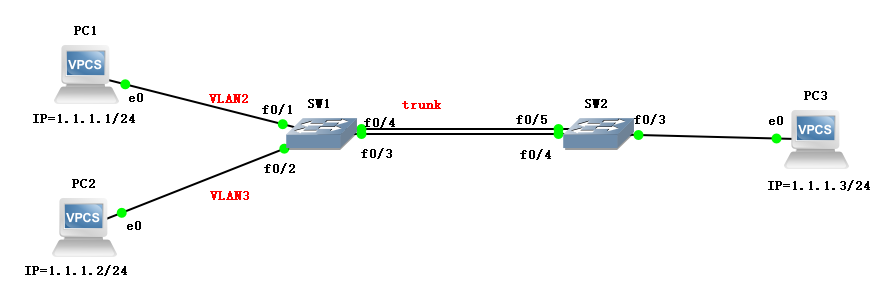 PC1
VPCS
e0
IP=1.1.1.1/24
VLAN2
f0/1
SW1
f0/4
trunk
f0/5
SW2
f0/3
PC3
e0
VPCS
IP=1.1.1.3/24
f0/3
f0/4
f0/2
VLAN3
PC2
VPCS
e0
IP=1.1.1.2/24